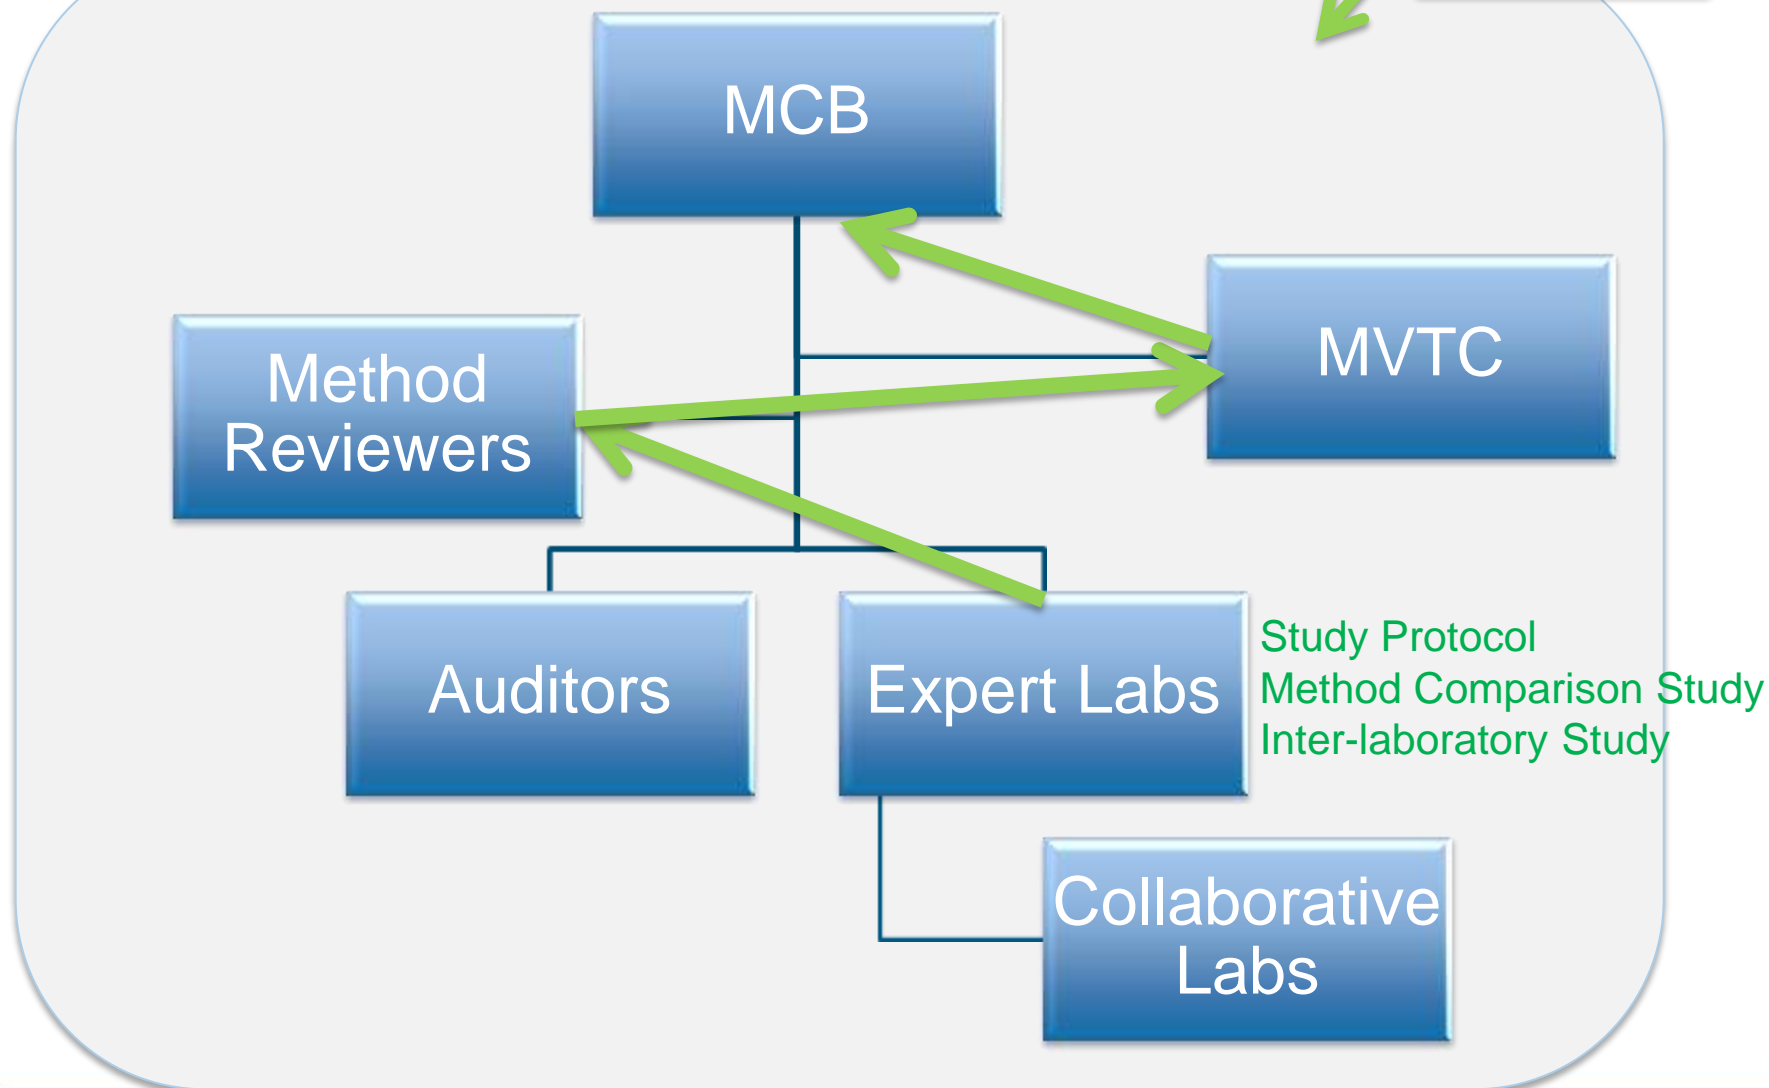 MCB
MVTC
Method
Reviewers
Auditors
Expert Labs
Study Protocol
Method Comparison Study
Inter-laboratory Study
Collaborative
Labs